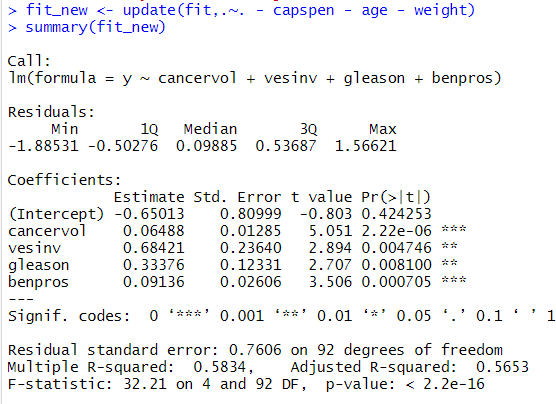 > fit_new <- update(fit,.~. - capspen - age - weight)
> summary(fit_new)

Call:
lm(formula = y ~ cancervol + vesinv + gleason + benpros)

Residuals:
     Min       1Q   Median       3Q      Max
-1.88531 -0.50276  0.09885  0.53687  1.56621

Coefficients:
            Estimate Std. Error t value Pr(>|t|)
(Intercept) -0.65013    0.80999  -0.803 0.424253
cancervol    0.06488    0.01285   5.051 2.22e-06 ***
vesinv       0.68421    0.23640   2.894 0.004746 **
gleason      0.33376    0.12331   2.707 0.008100 **
benpros      0.09136    0.02606   3.506 0.000705 ***
---
Signif. codes:  0 ‘***’ 0.001 ‘**’ 0.01 ‘*’ 0.05 ‘.’ 0.1 ‘ ’ 1

Residual standard error: 0.7606 on 92 degrees of freedom
Multiple R-squared:  0.5834,    Adjusted R-squared:  0.5653
F-statistic: 32.21 on 4 and 92 DF,  p-value: < 2.2e-16